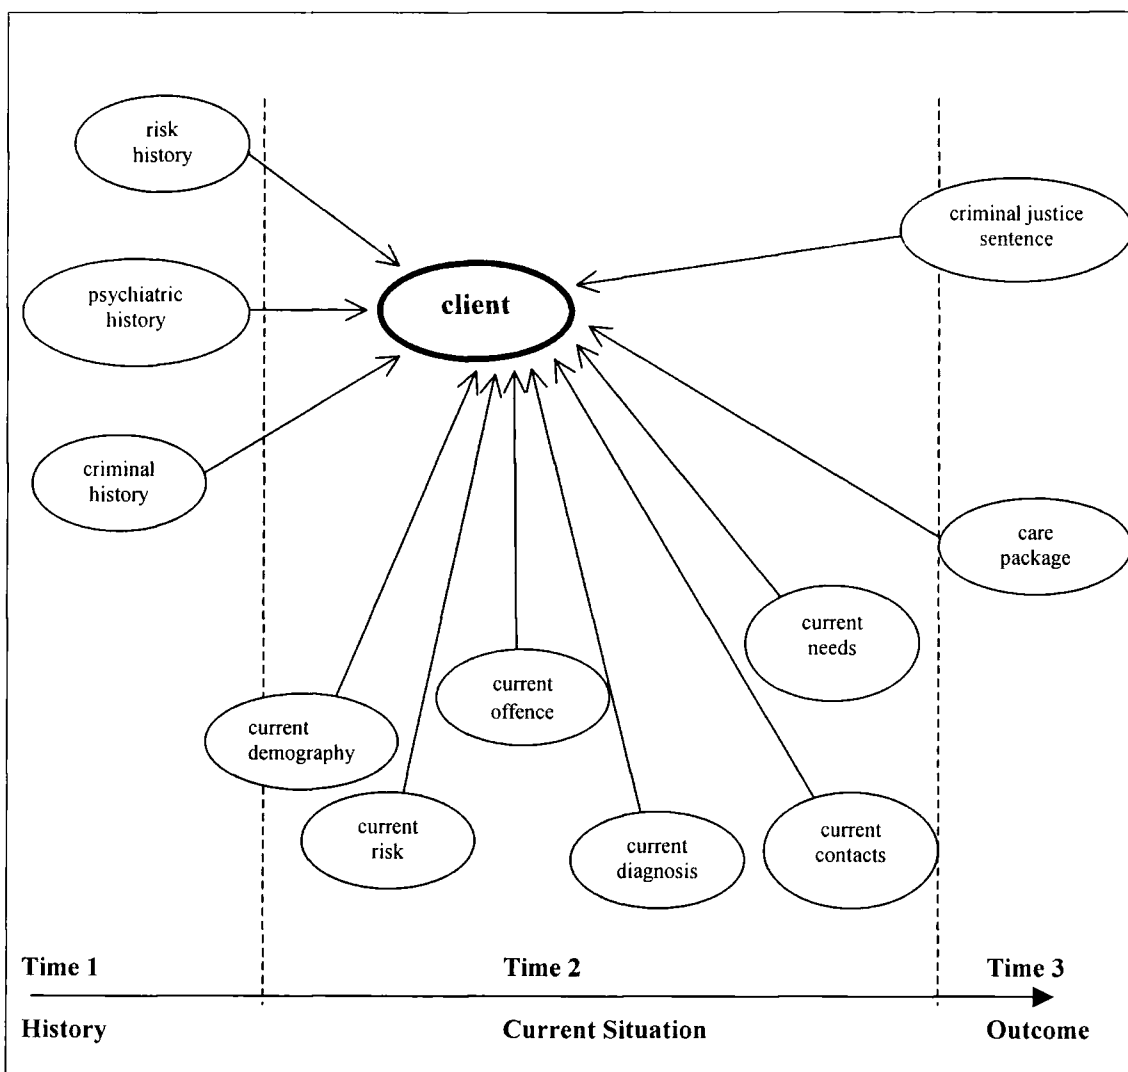 risk
history
criminal justice
sentence
psychiatric
history
client
criminal
history
care
package
current
needs
current
offence
current
demography
current
risk
current
diagnosis
current
contacts
Time 1
Time 2
Time 3
History
Current Situation
Outcome